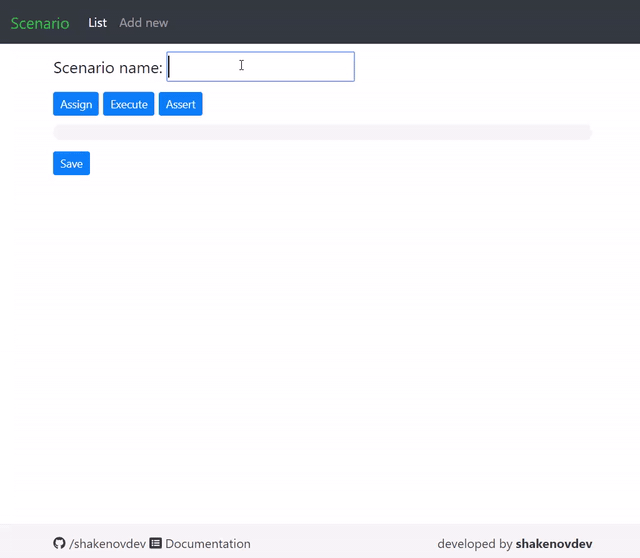 Scenario List Add new
Scenario name:
Assign Execute Assert
Save
/shakenovdev Documentation developed by shakenovdev